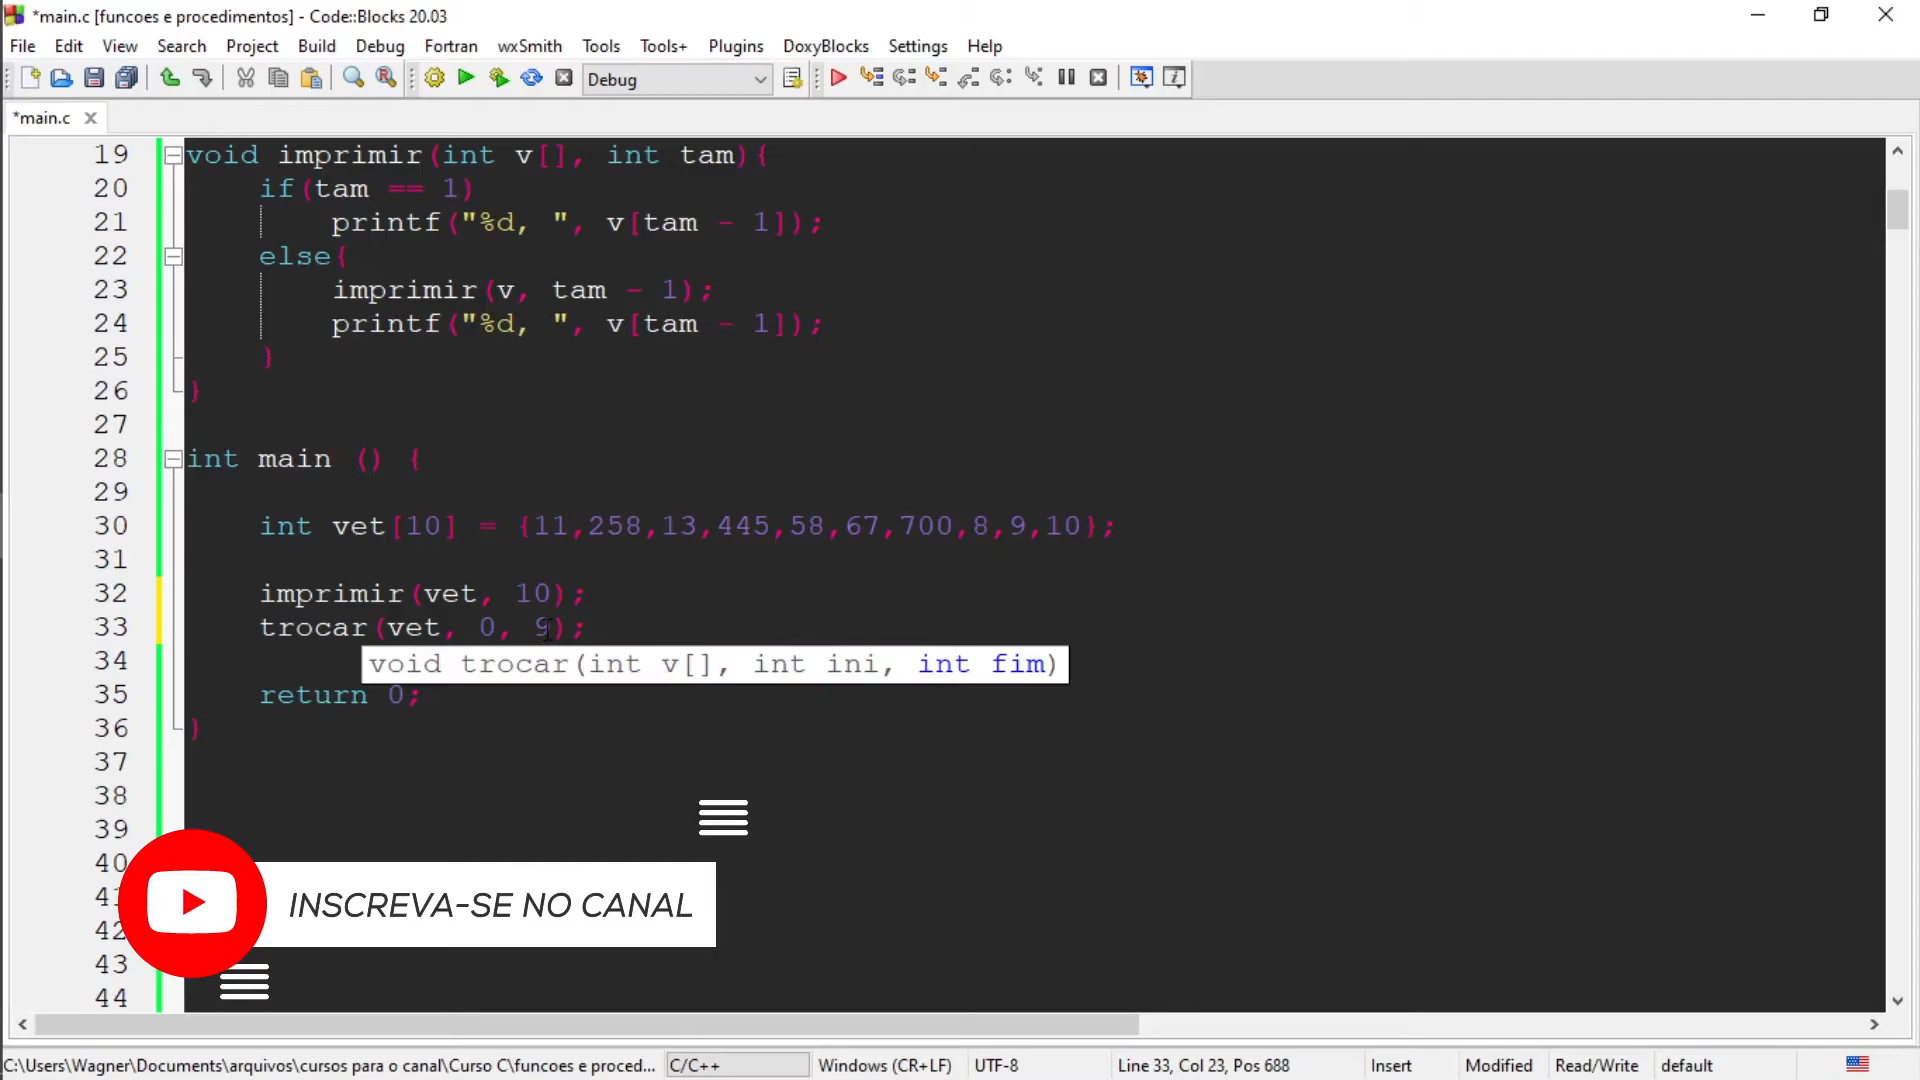 *main.c [funcoes e procedimentos] - Code::Blocks 20.03
File Edit View Search Project Build Debug Fortran wxSmith Tools Tools+ Plugins DoxyBlocks Settings Help
Debug
*main.c
19 void imprimir(int v[], int tam){
20 if(tam == 1)
21 printf("%d, ", v[tam - 1]);
22 else{
23 imprimir(v, tam - 1);
24 printf("%d, ", v[tam - 1]);
25 }
26 }
27
28 int main () {
29
30 int vet[10] = {11,258,13,445,58,67,700,8,9,10};
31
32 imprimir(vet, 10);
33 trocar(vet, 0, 9);
34 void trocar(int v[], int ini, int fim)
35 return 0;
36 }
37
38
39
40
41
INSCREVA-SE NO CANAL
42
43
44
C:\Users\Wagner\Documents\arquivos\cursos para o canal\Curso C\funcoes e proced... C/C++ Windows (CR+LF) UTF-8 Line 33, Col 23, Pos 688 Insert Modified Read/Write default